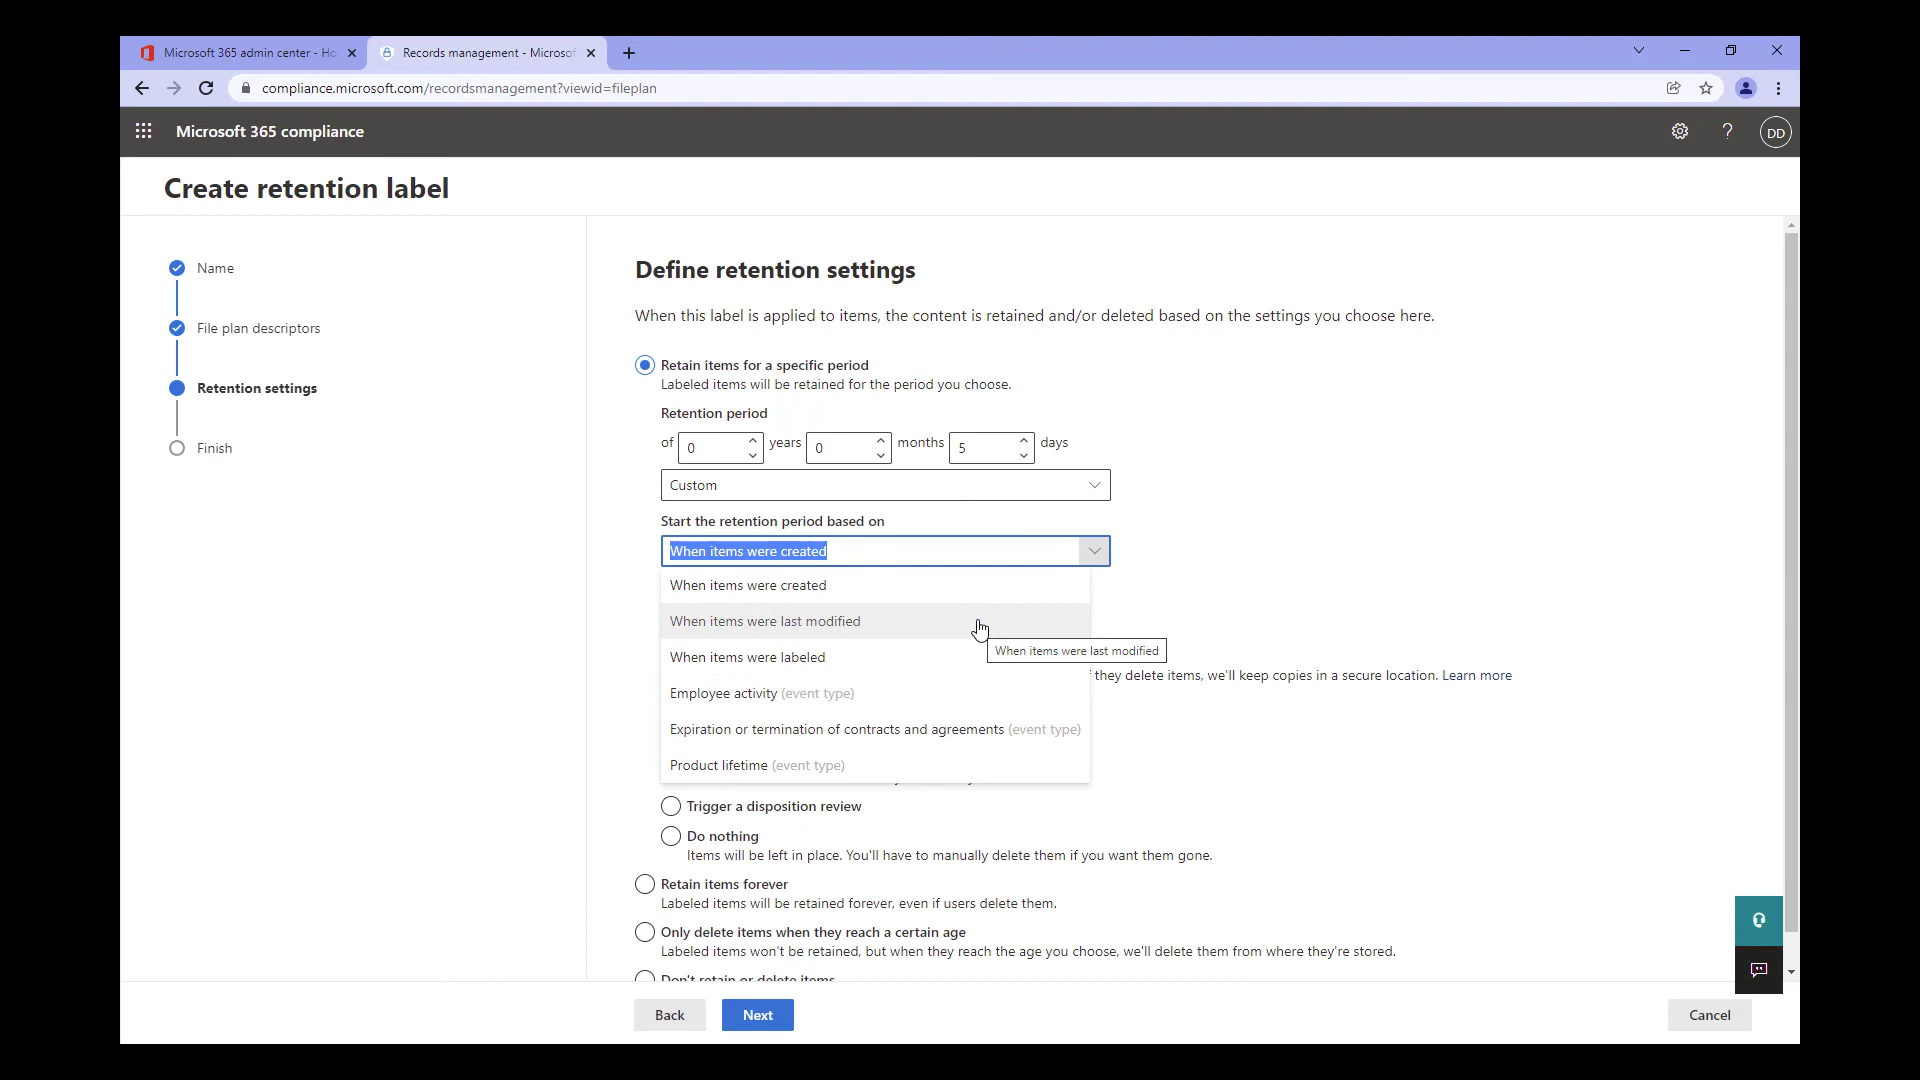 Microsoft 365 admin center - Ho
Records management - Microsof
compliance.microsoft.com/recordsmanagement?viewid=fileplan
Microsoft 365 compliance
DD
Create retention label
Name
File plan descriptors
Retention settings
Finish
Define retention settings
When this label is applied to items, the content is retained and/or deleted based on the settings you choose here.
Retain items for a specific period
Labeled items will be retained for the period you choose.
Retention period
of 0 years 0 months 5 days
Custom
Start the retention period based on
When items were created
When items were created
When items were last modified
When items were last modified
When items were labeled
they delete items, we'll keep copies in a secure location. Learn more
Employee activity (event type)
Expiration or termination of contracts and agreements (event type)
Product lifetime (event type)
Trigger a disposition review
Do nothing
Items will be left in place. You'll have to manually delete them if you want them gone.
Retain items forever
Labeled items will be retained forever, even if users delete them.
Only delete items when they reach a certain age
Labeled items won't be retained, but when they reach the age you choose, we'll delete them from where they're stored.
Don't retain or delete items
Back
Next
Cancel